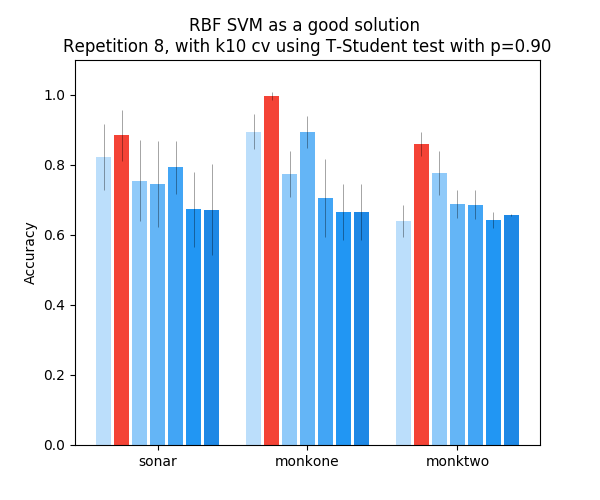 RBF SVM as a good solution
Repetition 8, with k10 cv using T-Student test with p=0.90
Accuracy
1.0
0.8
0.6
0.4
0.2
0.0
sonar
monkone
monktwo